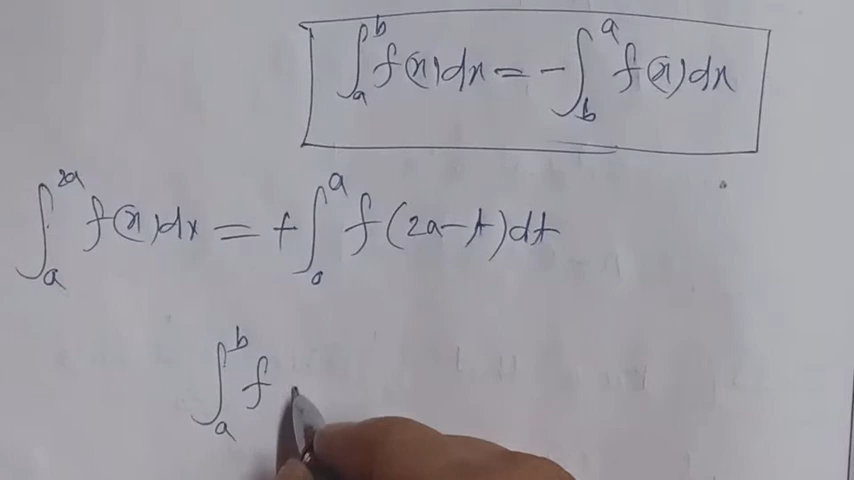 ∫_a^b f(x)dx = -∫_b^a f(x)dx
∫_a^{2a} f(x)dx = +∫_0^a f(2a-t)dt
∫_a^b f